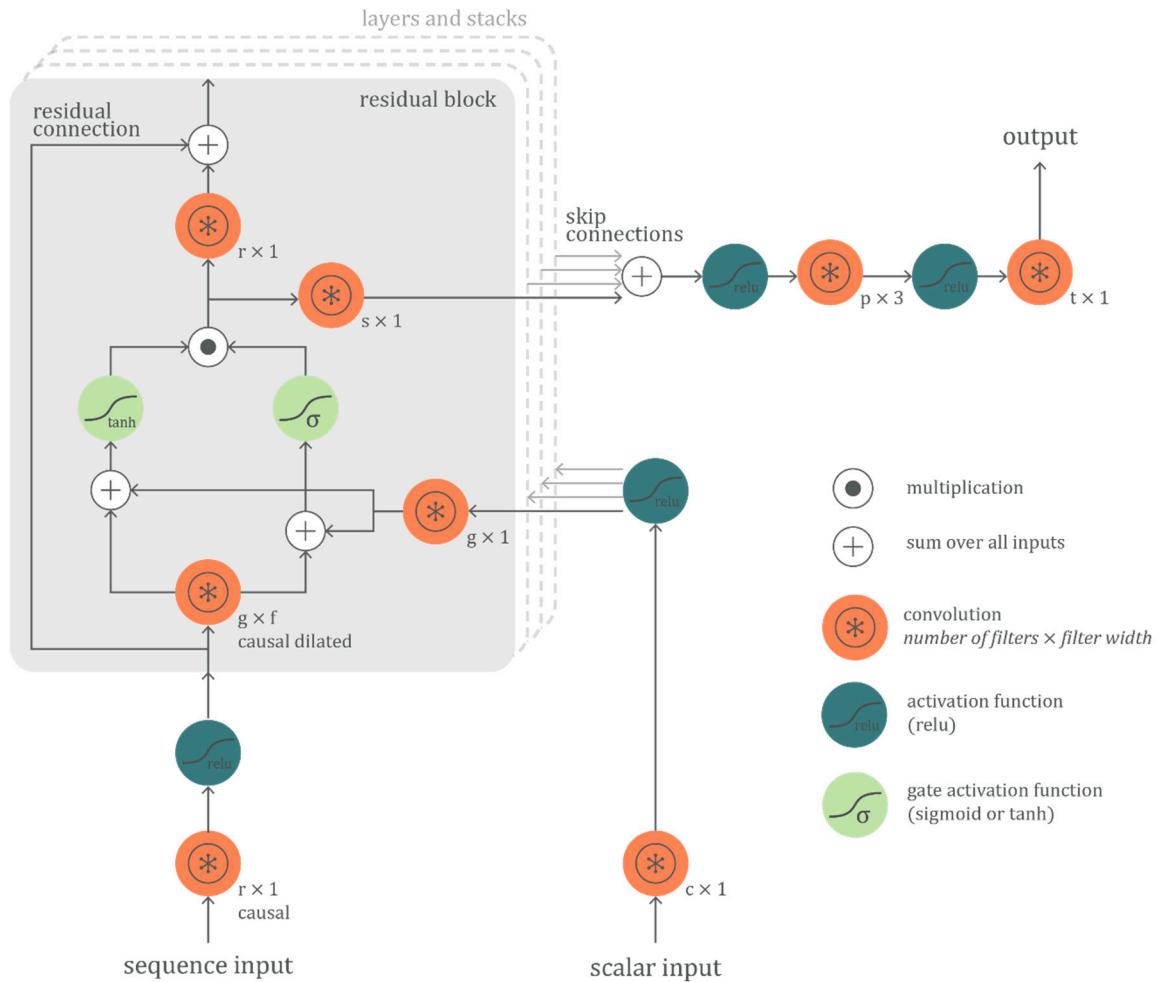 layers and stacks
residual block
residual
connection
output
r × 1
skip
connections
relu
p × 3
relu
t × 1
s × 1
tanh
σ
relu
g × 1
multiplication
sum over all inputs
g × f
causal dilated
convolution
number of filters × filter width
relu
activation function
(relu)
relu
σ
gate activation function
(sigmoid or tanh)
r × 1
causal
c × 1
sequence input
scalar input